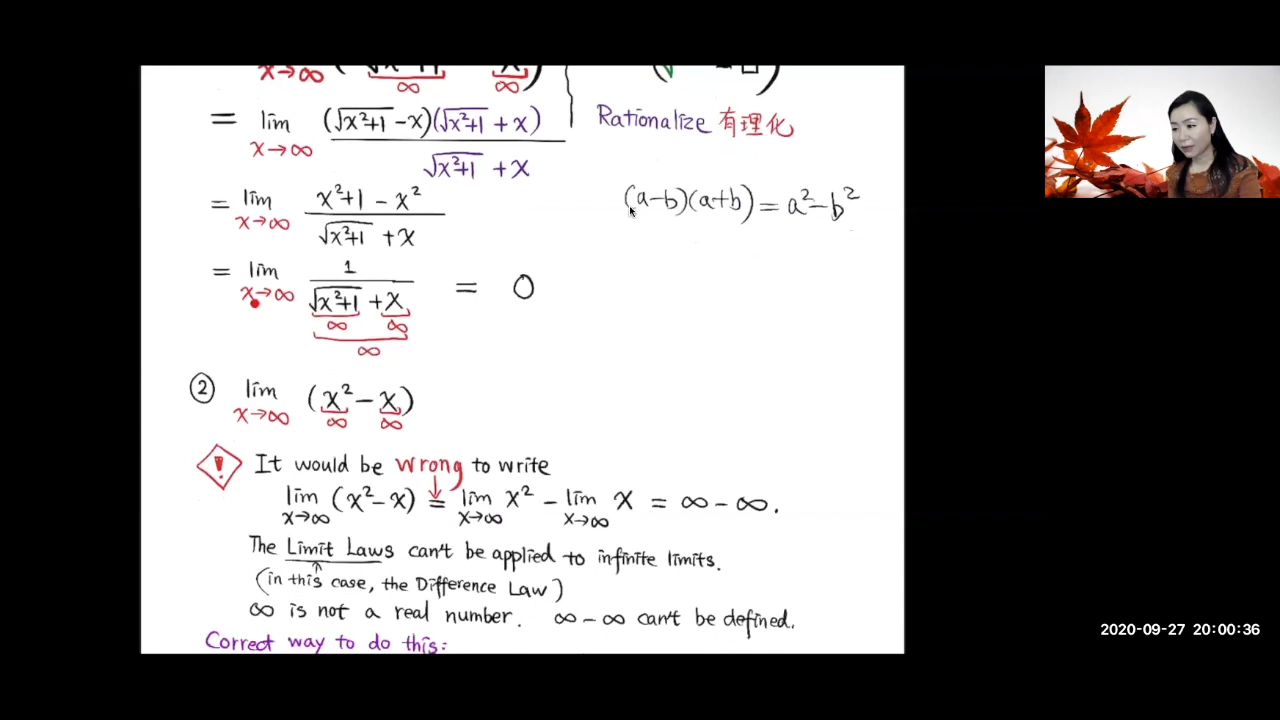 lim (√x²+1 - x)
x→∞ ∞ ∞
= lim (√x²+1 - x)(√x²+1 + x) / √x²+1 + x
x→∞
Rationalize 有理化
= lim x²+1 - x² / √x²+1 + x
x→∞
(a-b)(a+b) = a²-b²
= lim 1 / √x²+1 + x = 0
x→∞ ∞ ∞
∞
② lim (x² - x)
x→∞ ∞ ∞
! It would be wrong to write
lim (x²-x) = lim x² - lim x = ∞ - ∞.
x→∞ x→∞ x→∞
The Limit Laws can't be applied to infinite limits.
(in this case, the Difference Law)
∞ is not a real number. ∞ - ∞ can't be defined.
Correct way to do this:
2020-09-27 20:00:36